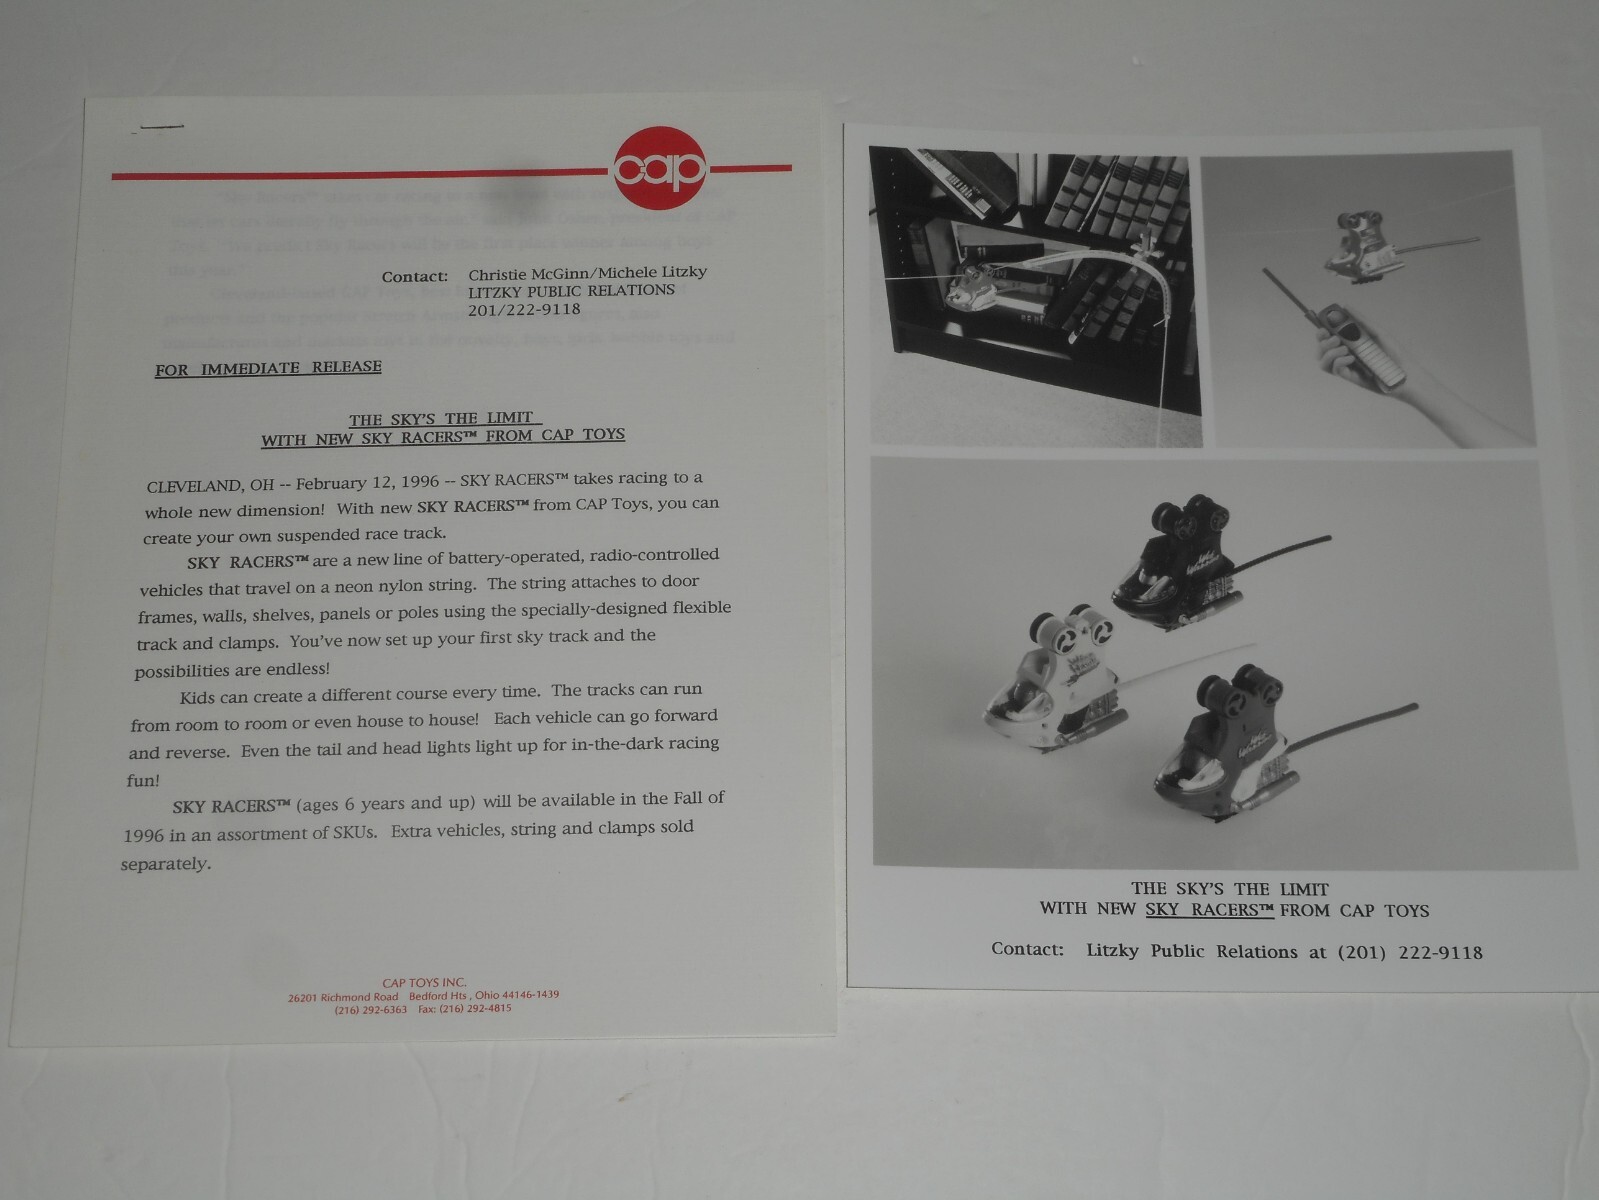 cap
Contact: Christie McGinn/Michele Litzky
LITZKY PUBLIC RELATIONS
201/222-9118
FOR IMMEDIATE RELEASE
THE SKY'S THE LIMIT
WITH NEW SKY RACERS™ FROM CAP TOYS
CLEVELAND, OH -- February 12, 1996 -- SKY RACERS™ takes racing to a
whole new dimension! With new SKY RACERS™ from CAP Toys, you can
create your own suspended race track.
SKY RACERS™ are a new line of battery-operated, radio-controlled
vehicles that travel on a neon nylon string. The string attaches to door
frames, walls, shelves, panels or poles using the specially-designed flexible
track and clamps. You've now set up your first sky track and the
possibilities are endless!
Kids can create a different course every time. The tracks can run
from room to room or even house to house! Each vehicle can go forward
and reverse. Even the tail and head lights light up for in-the-dark racing
fun!
SKY RACERS™ (ages 6 years and up) will be available in the Fall of
1996 in an assortment of SKUs. Extra vehicles, string and clamps sold
separately.
CAP TOYS INC.
26201 Richmond Road Bedford Hts, Ohio 44146-1439
(216) 292-6363 Fax: (216) 292-4815
THE SKY'S THE LIMIT
WITH NEW SKY RACERS™ FROM CAP TOYS
Contact: Litzky Public Relations at (201) 222-9118